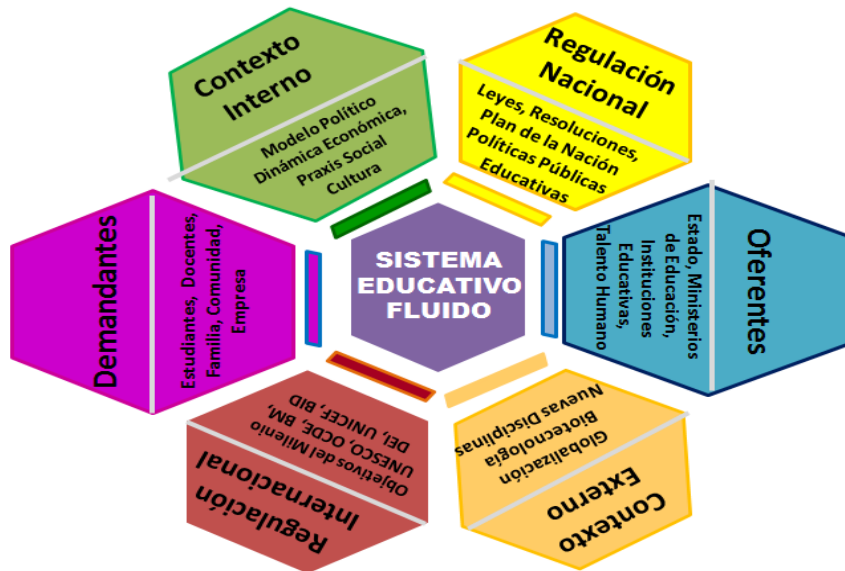 Contexto
Interno
Modelo Político
Dinámica Económica,
Praxis Social
Cultura
Regulación
Nacional
Leyes, Resoluciones,
Plan de la Nación
Políticas Públicas
Educativas
Demandantes
Estudiantes, Docentes,
Familia, Comunidad,
Empresa
SISTEMA
EDUCATIVO
FLUIDO
Oferentes
Estado, Ministerios
de Educación,
Instituciones
Educativas,
Talento Humano
Regulación
Internacional
Objetivos del Milenio
UNESCO, OCDE, BM,
DEI, UNICEF, BID
Contexto
Externo
Globalización
Biotecnología
Nuevas Disciplinas